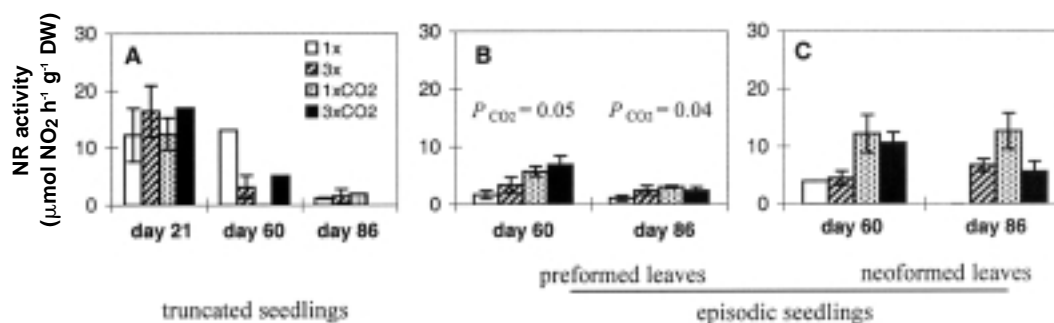 NR activity
(μmol NO2 h-1 g-1 DW)
30
20
10
0
A
1x
3x
1xCO2
3xCO2
day 21 day 60 day 86
truncated seedlings
30
20
10
0
B
P CO2 = 0.05 P CO2 = 0.04
day 60 day 86
preformed leaves
30
20
10
0
C
day 60 day 86
neoformed leaves
episodic seedlings